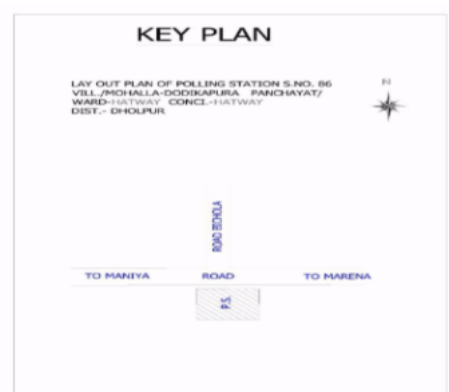 KEY PLAN
LAY OUT PLAN OF POLLING STATION S.NO. 86
VILL./MOHALLA-DODIKAPURA PANCHAYAT/
WARD-HATWAY CONCI.-HATWAY
DIST.- DHOLPUR
N
ROAD BICHOLA
TO MANIYA ROAD TO MARENA
P.S.